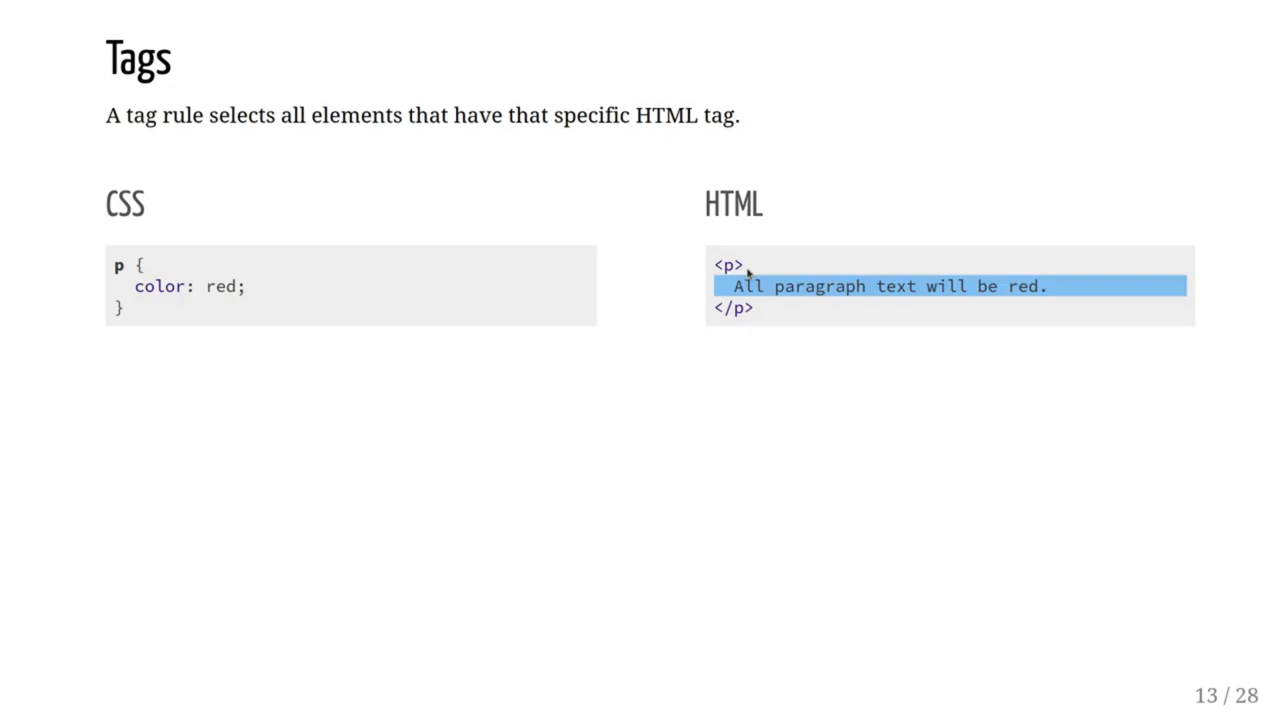 Tags
A tag rule selects all elements that have that specific HTML tag.
CSS
p {
  color: red;
}
HTML
<p>
  All paragraph text will be red.
</p>
13 / 28